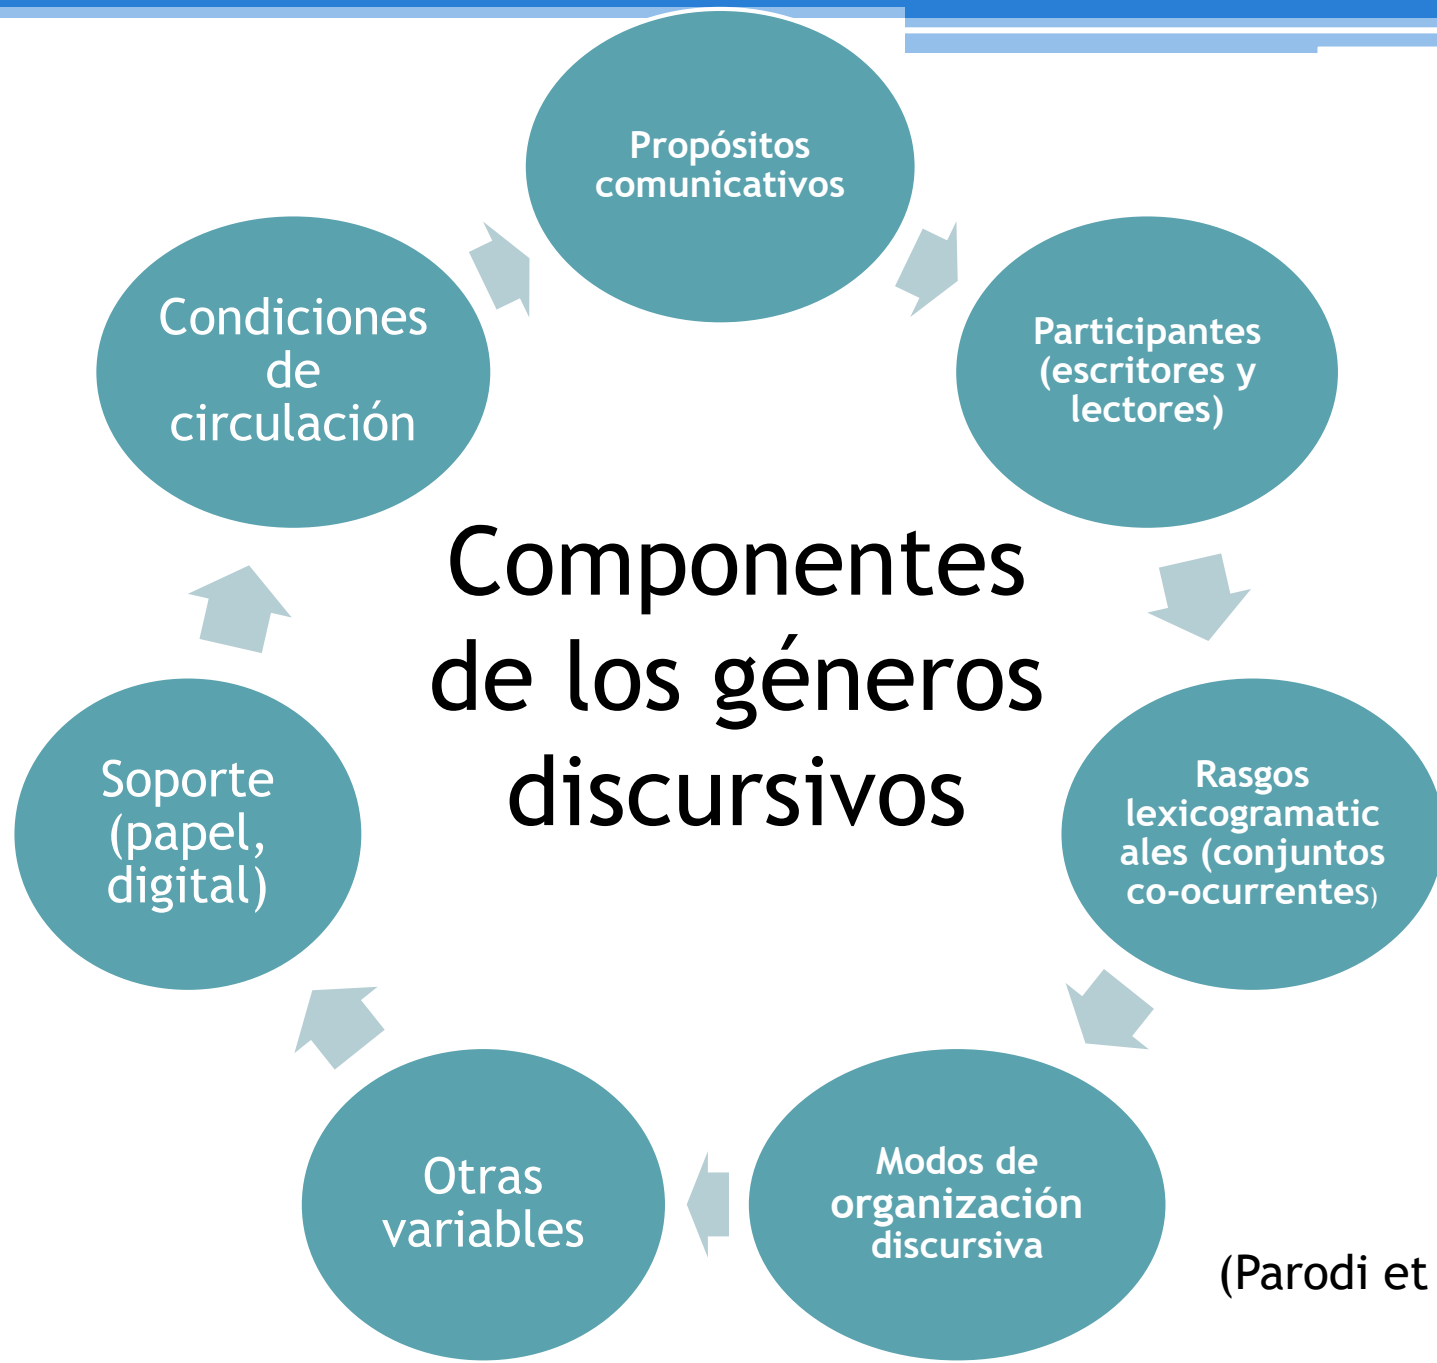 Propósitos
comunicativos
Participantes
(escritores y
lectores)
Rasgos
lexicogramatic
ales (conjuntos
co-ocurrentes)
Modos de
organización
discursiva
Otras
variables
Soporte
(papel,
digital)
Condiciones
de
circulación
Componentes
de los géneros
discursivos
(Parodi et